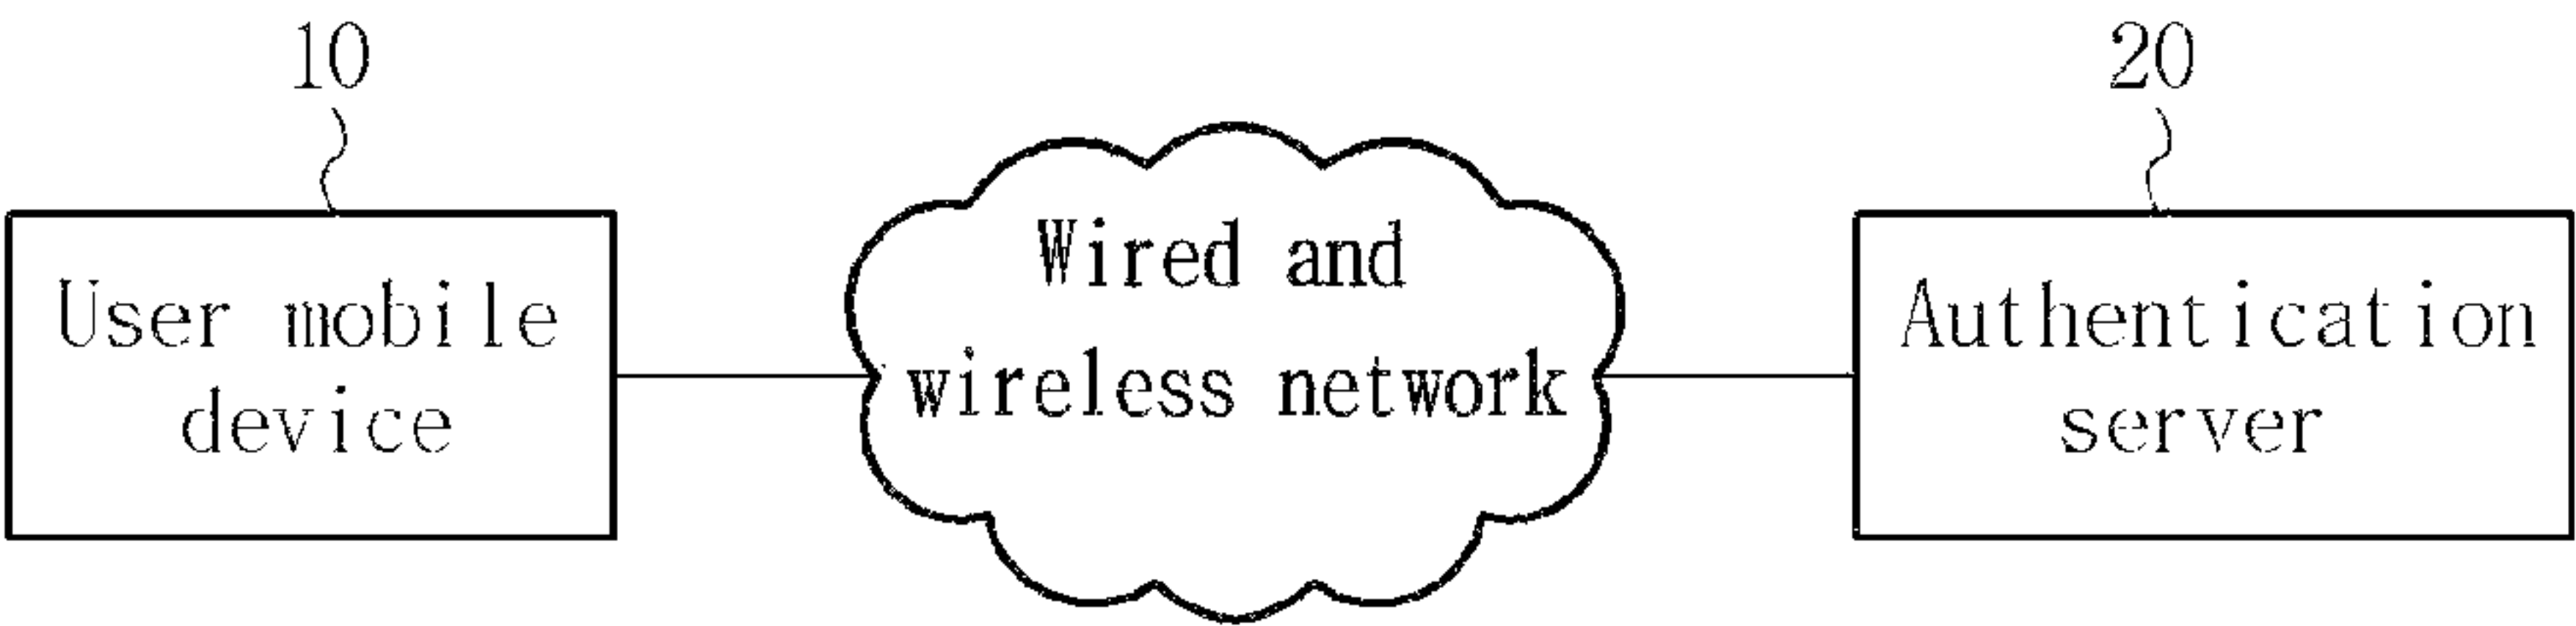 10
20
User mobile
device
Wired and
wireless network
Authentication
server